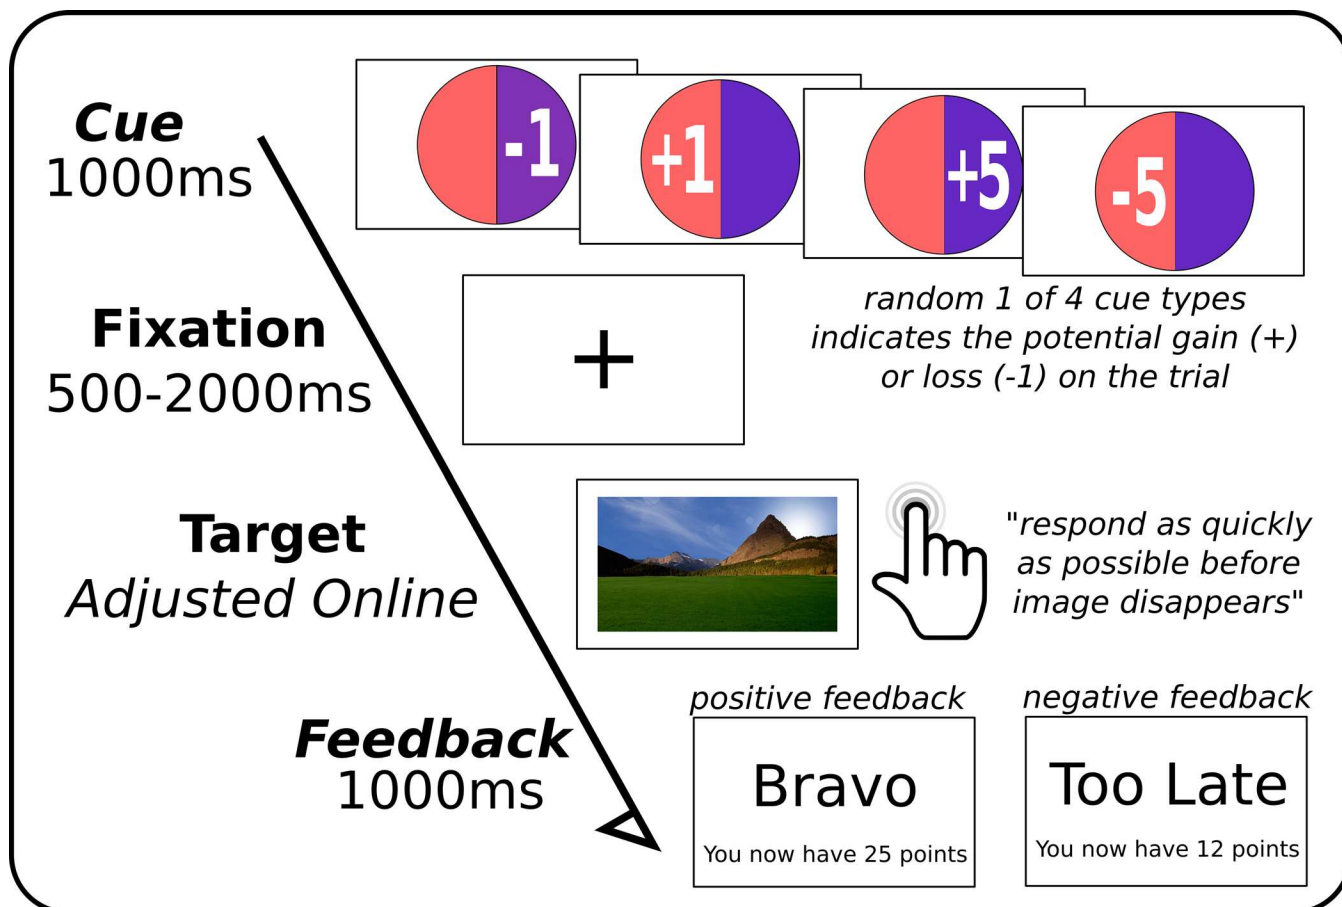 Cue
1000ms
-1
+1
+5
-5
random 1 of 4 cue types
indicates the potential gain (+)
or loss (-1) on the trial
Fixation
500-2000ms
+
Target
Adjusted Online
"respond as quickly
as possible before
image disappears"
Feedback
1000ms
positive feedback
Bravo
You now have 25 points
negative feedback
Too Late
You now have 12 points